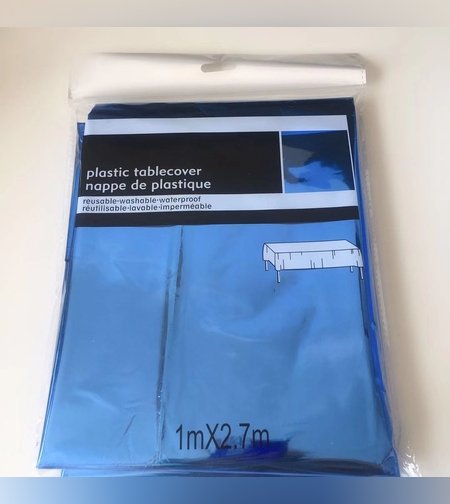 plastic tablecover
nappe de plastique
reusable-washable-waterproof
réutilisable-lavable-imperméable
1mX2.7m